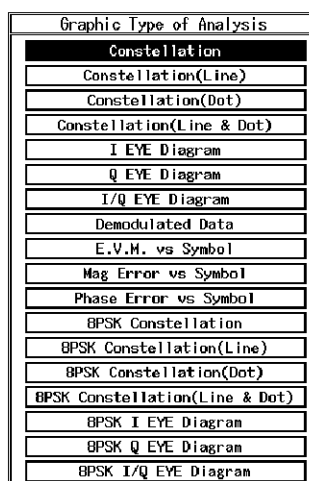 Graphic Type of Analysis
Constellation
Constellation(Line)
Constellation(Dot)
Constellation(Line & Dot)
I EYE Diagram
Q EYE Diagram
I/Q EYE Diagram
Demodulated Data
E.V.M. vs Symbol
Mag Error vs Symbol
Phase Error vs Symbol
8PSK Constellation
8PSK Constellation(Line)
8PSK Constellation(Dot)
8PSK Constellation(Line & Dot)
8PSK I EYE Diagram
8PSK Q EYE Diagram
8PSK I/Q EYE Diagram